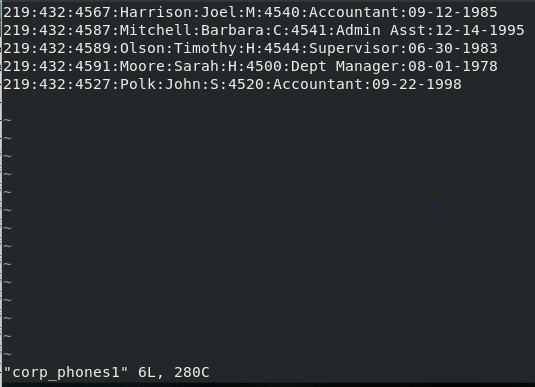 219:432:4567:Harrison:Joel:M:4540:Accountant:09-12-1985
219:432:4587:Mitchell:Barbara:C:4541:Admin Asst:12-14-1995
219:432:4589:Olson:Timothy:H:4544:Supervisor:06-30-1983
219:432:4591:Moore:Sarah:H:4500:Dept Manager:08-01-1978
219:432:4527:Polk:John:S:4520:Accountant:09-22-1998
~
~
~
~
~
~
~
~
~
~
~
~
~
~
"corp_phones1" 6L, 280C